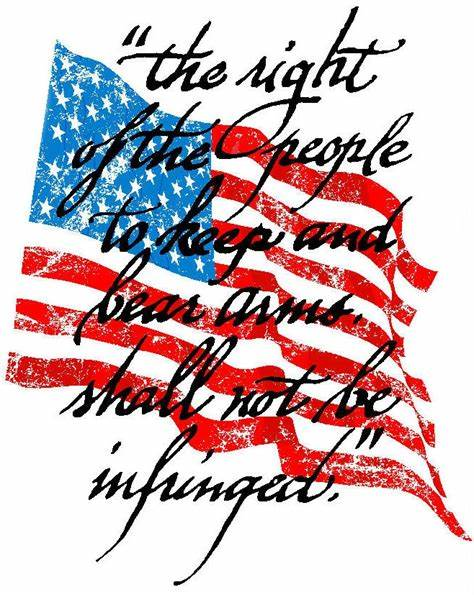 "the right
of the people
to keep and
bear arms.
shall not be
infringed."